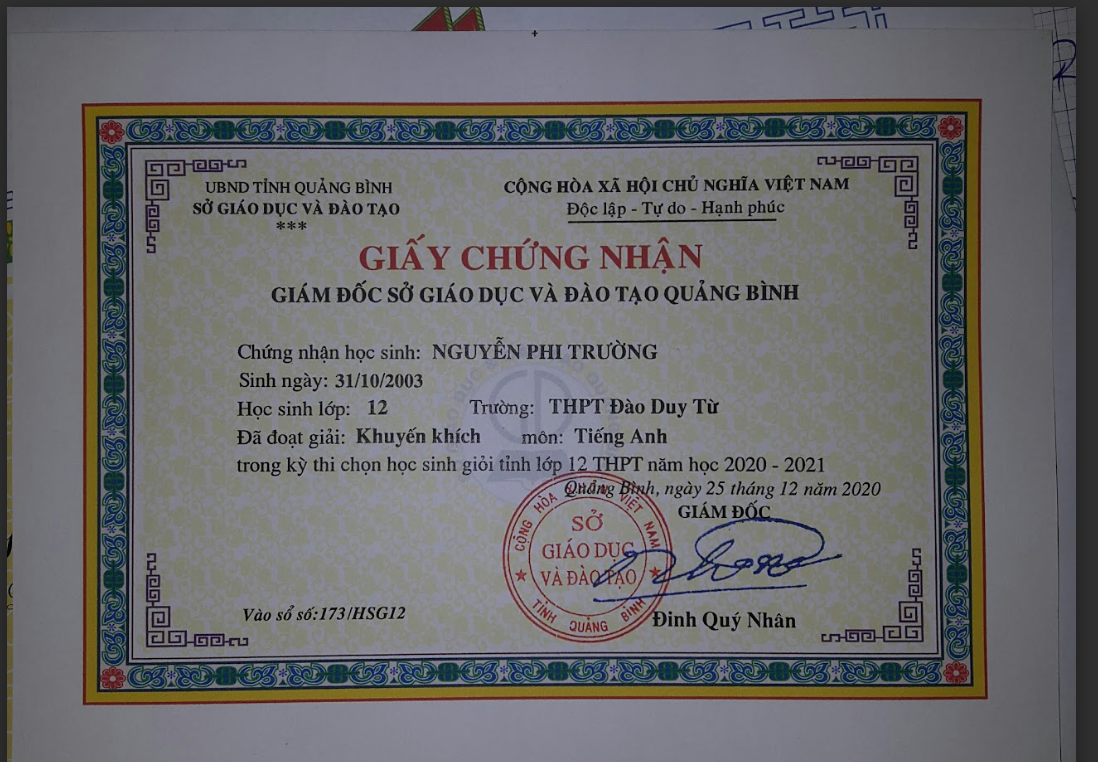 UBND TỈNH QUẢNG BÌNH
SỞ GIÁO DỤC VÀ ĐÀO TẠO
***
CỘNG HÒA XÃ HỘI CHỦ NGHĨA VIỆT NAM
Độc lập - Tự do - Hạnh phúc
GIẤY CHỨNG NHẬN
GIÁM ĐỐC SỞ GIÁO DỤC VÀ ĐÀO TẠO QUẢNG BÌNH
Chứng nhận học sinh: NGUYỄN PHI TRƯỜNG
Sinh ngày: 31/10/2003
Học sinh lớp: 12 Trường: THPT Đào Duy Từ
Đã đoạt giải: Khuyến khích môn: Tiếng Anh
trong kỳ thi chọn học sinh giỏi tỉnh lớp 12 THPT năm học 2020 - 2021
Quảng Bình, ngày 25 tháng 12 năm 2020
GIÁM ĐỐC
CỘNG HÒA VIỆT NAM
SỞ
GIÁO DỤC
VÀ ĐÀO TẠO
TỈNH QUẢNG BÌNH
Đinh Quý Nhân
Vào sổ số:173/HSG12